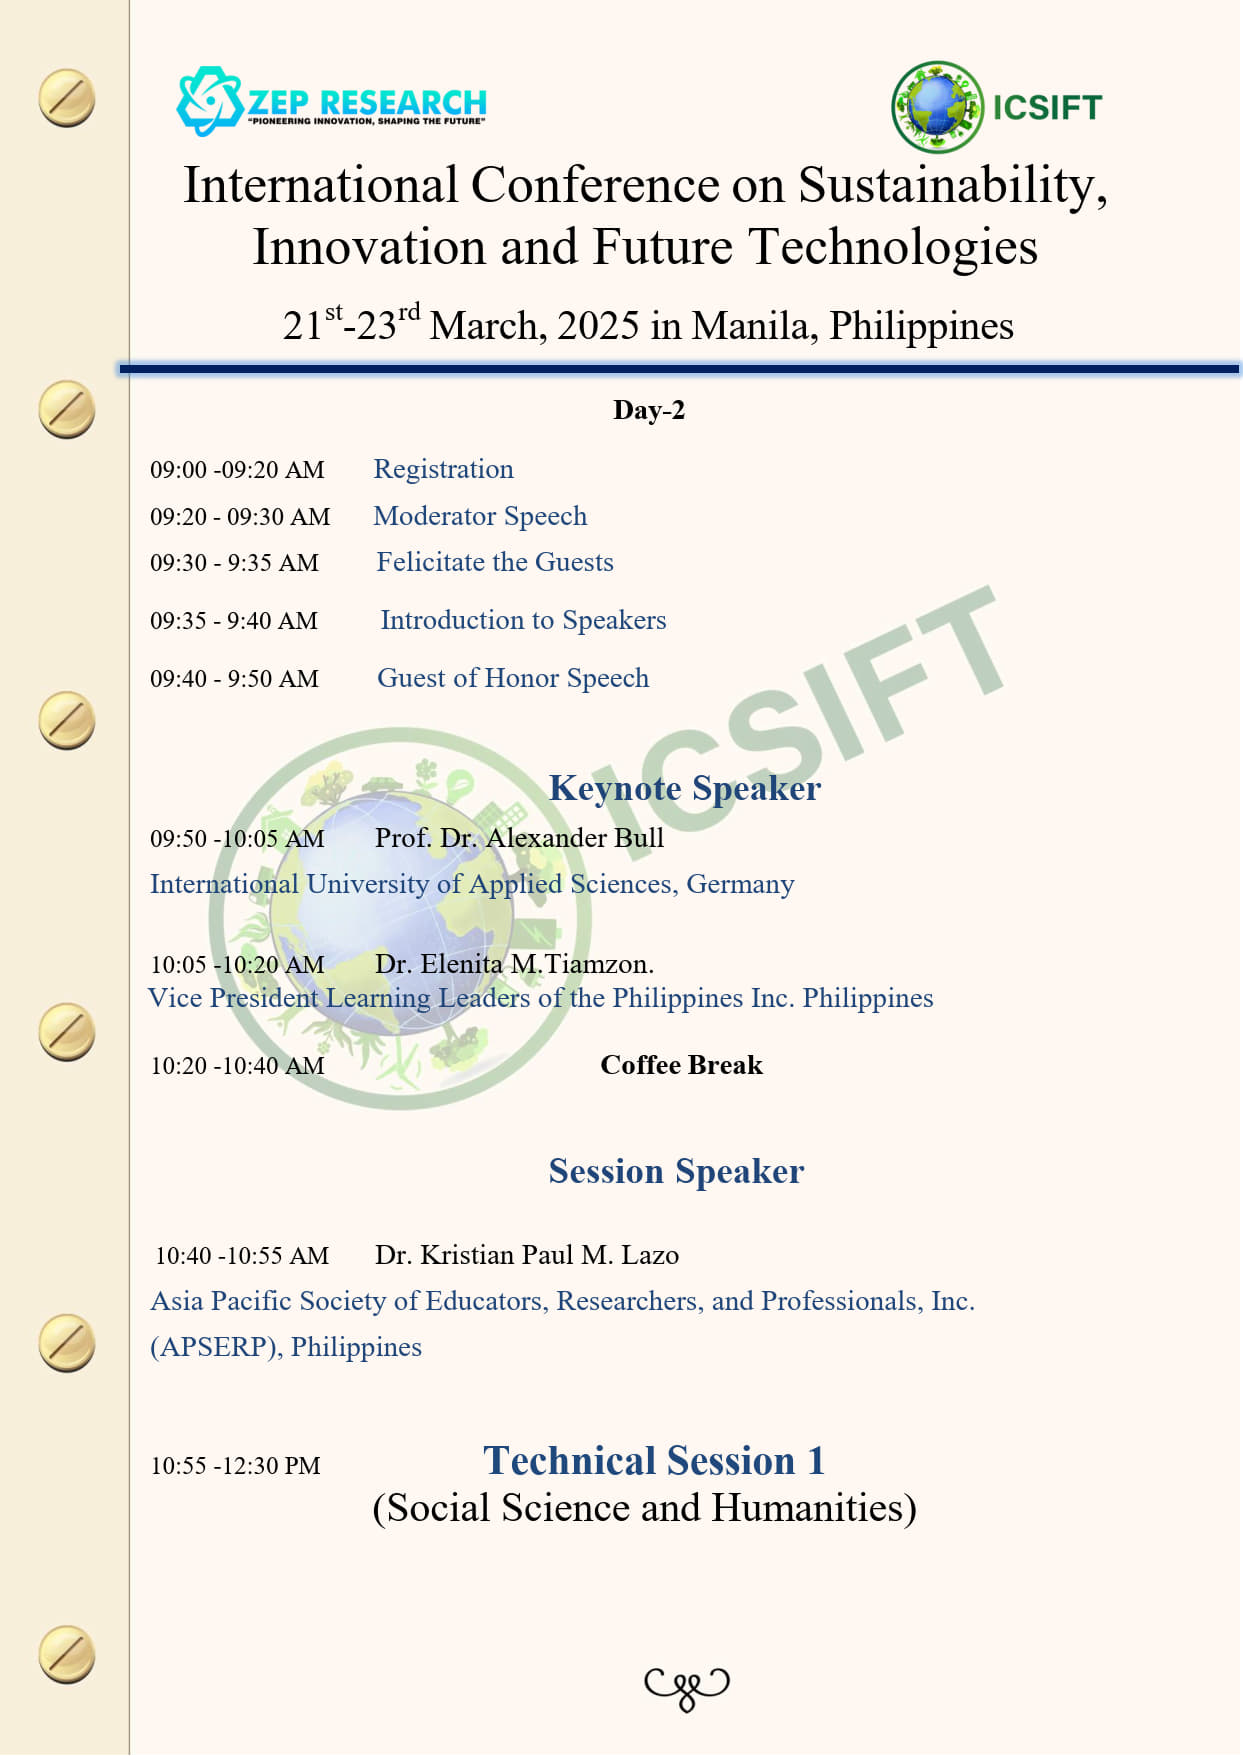 ZEP RESEARCH
"PIONEERING INNOVATION, SHAPING THE FUTURE"
ICSIFT
International Conference on Sustainability,
Innovation and Future Technologies
21st-23rd March, 2025 in Manila, Philippines
Day-2
09:00 -09:20 AM Registration
09:20 - 09:30 AM Moderator Speech
09:30 - 9:35 AM Felicitate the Guests
09:35 - 9:40 AM Introduction to Speakers
09:40 - 9:50 AM Guest of Honor Speech
ICSIFT
Keynote Speaker
09:50 -10:05 AM Prof. Dr. Alexander Bull
International University of Applied Sciences, Germany
10:05 -10:20 AM Dr. Elenita M.Tiamzon.
Vice President Learning Leaders of the Philippines Inc. Philippines
10:20 -10:40 AM Coffee Break
Session Speaker
10:40 -10:55 AM Dr. Kristian Paul M. Lazo
Asia Pacific Society of Educators, Researchers, and Professionals, Inc.
(APSERP), Philippines
10:55 -12:30 PM Technical Session 1
(Social Science and Humanities)